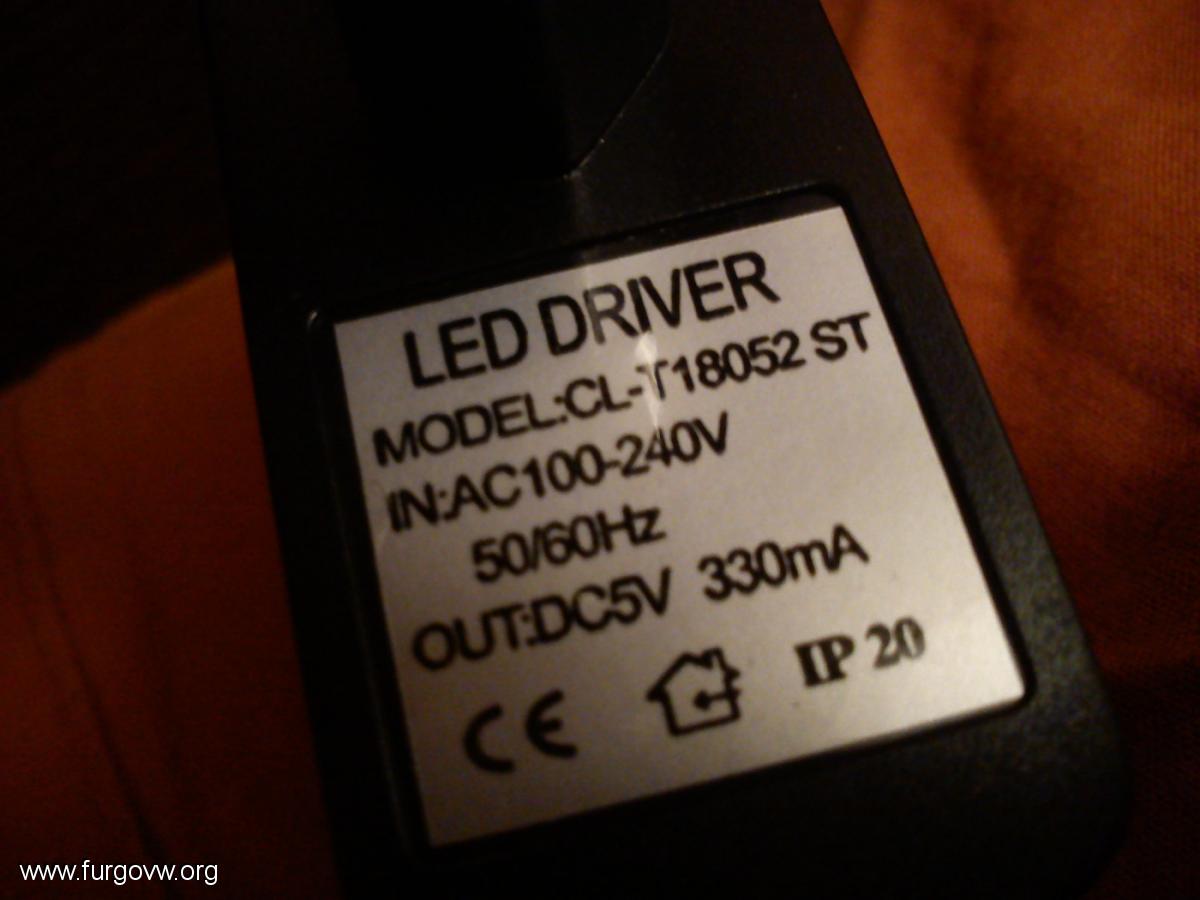 LED DRIVER
MODEL:CL-T18052 ST
IN:AC100-240V
50/60Hz
OUT:DC5V 330mA
CE IP 20
www.furgovw.org